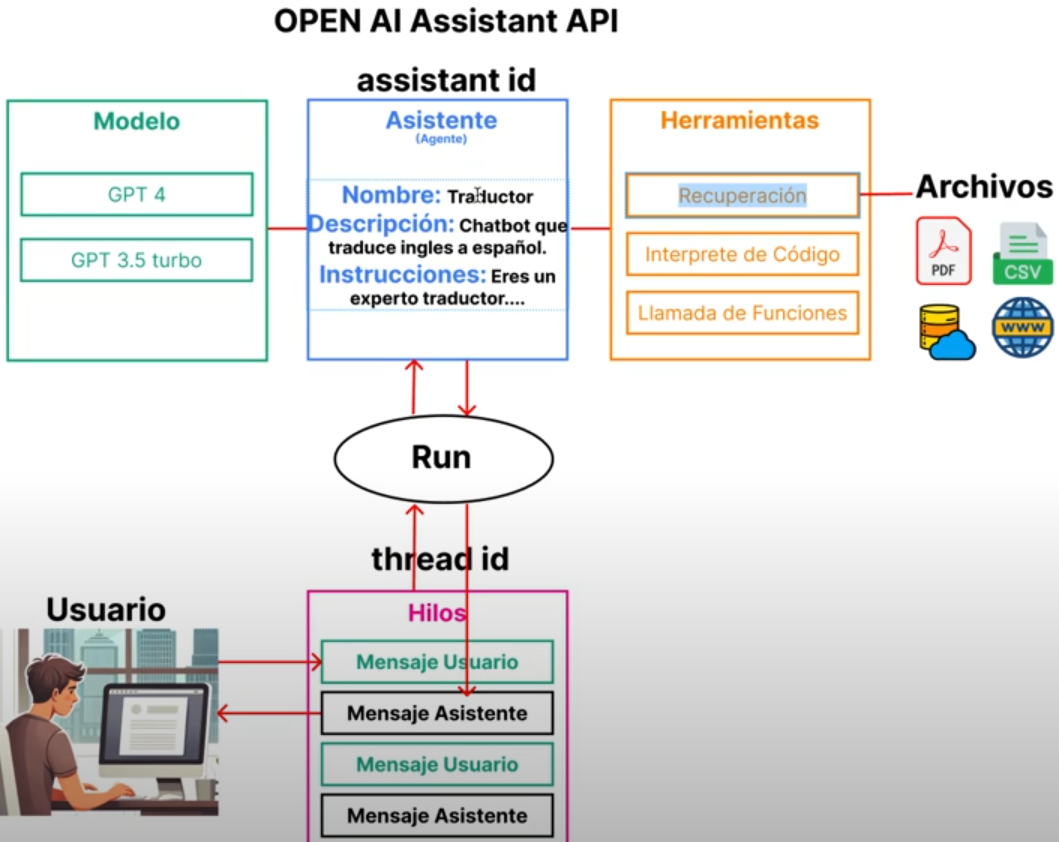 OPEN AI Assistant API
assistant id
Modelo
GPT 4
GPT 3.5 turbo
Asistente
(Agente)
Nombre: Traductor
Descripción: Chatbot que
traduce ingles a español.
Instrucciones: Eres un
experto traductor....
Herramientas
Recuperación
Interprete de Código
Llamada de Funciones
Archivos
PDF
CSV
WWW
Run
thread id
Usuario
Hilos
Mensaje Usuario
Mensaje Asistente
Mensaje Usuario
Mensaje Asistente